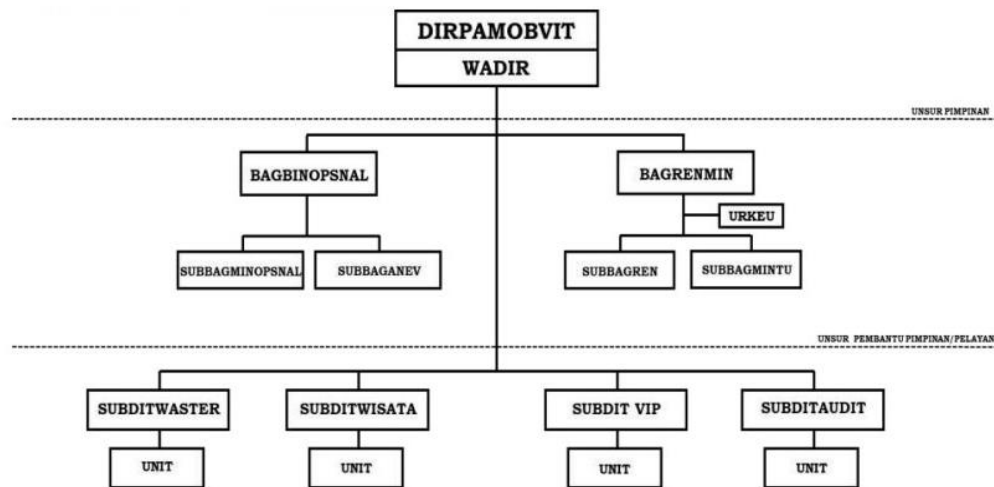 DIRPAMOBVIT
WADIR
UNSUR PIMPINAN
BAGBINOPSNAL
BAGRENMIN
URKEU
SUBBAGMINOPSNAL
SUBBAGANEV
SUBBAGREN
SUBBAGMINTU
UNSUR PEMBANTU PIMPINAN/PELAYAN
SUBDITWASTER
SUBDITWISATA
SUBDIT VIP
SUBDITAUDIT
UNIT
UNIT
UNIT
UNIT